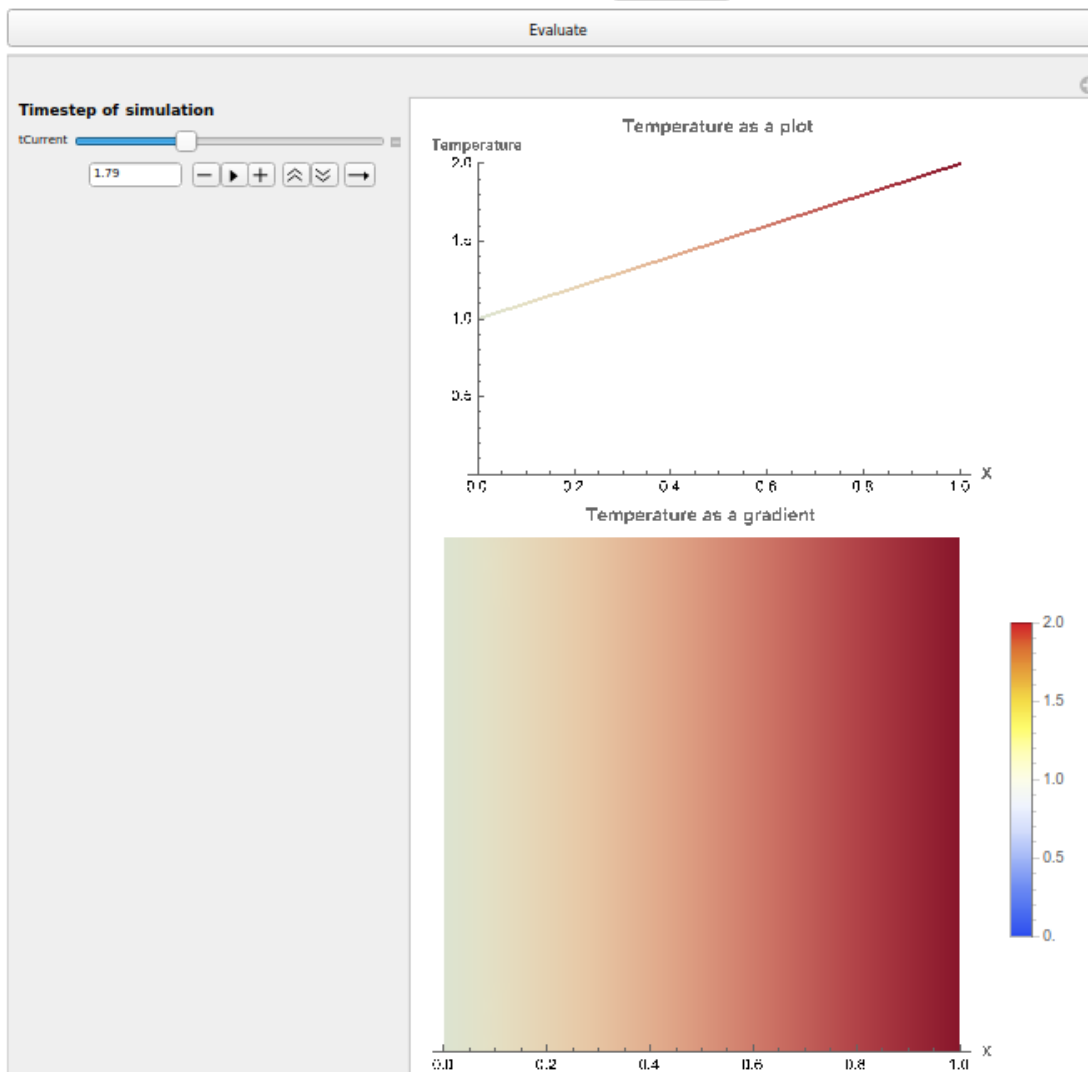 Evaluate
Timestep of simulation
tCurrent
1.79
Temperature as a plot
Temperature
2.0
1.5
1.0
0.5
0.0 0.2 0.4 0.6 0.8 1.0 X
Temperature as a gradient
2.0
1.5
1.0
0.5
0.
0.0 0.2 0.4 0.6 0.8 1.0 X